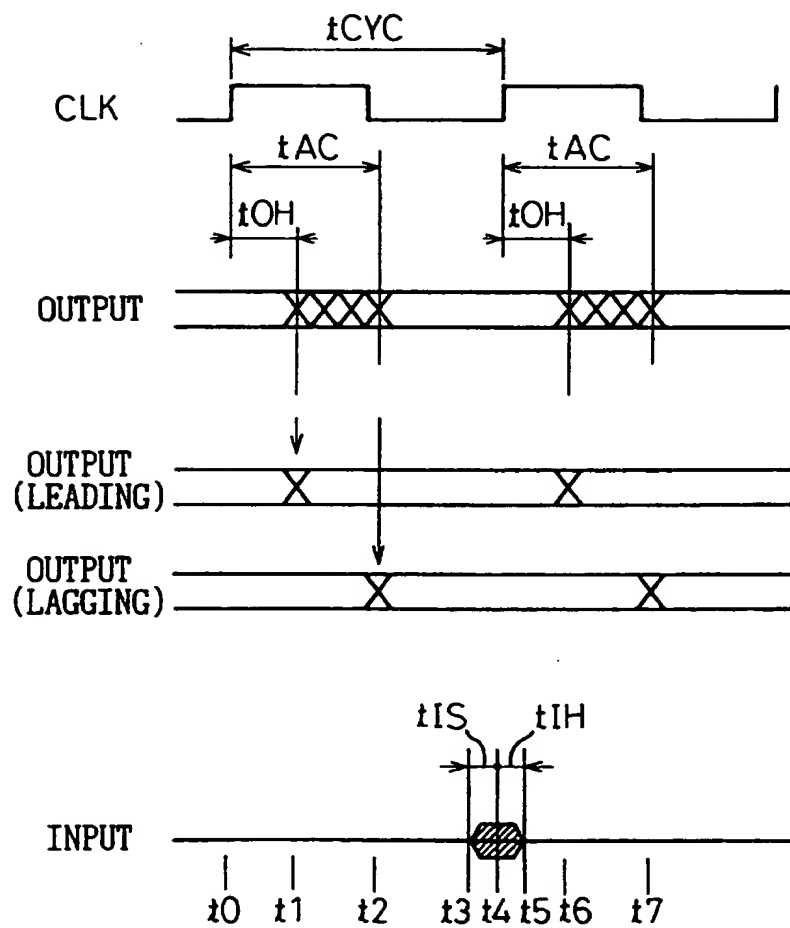 tCYC
CLK
tAC tAC
tOH tOH
OUTPUT
OUTPUT
(LEADING)
OUTPUT
(LAGGING)
tIS tIH
INPUT
t0 t1 t2 t3 t4 t5 t6 t7